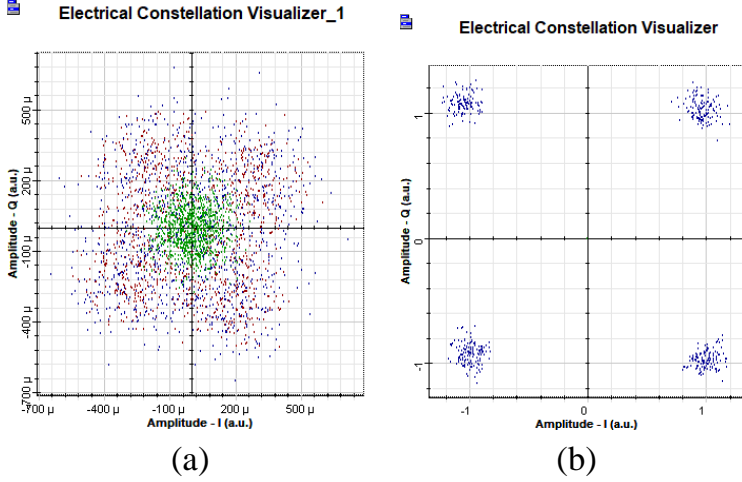 Electrical Constellation Visualizer_1
Amplitude - Q (a.u.)
500 µ
200 µ
-100 µ
-400 µ
-700 µ
-700 µ -400 µ -100 µ 200 µ 500 µ
Amplitude - I (a.u.)
(a)
Electrical Constellation Visualizer
Amplitude - Q (a.u.)
1
0
-1
-1 0 1
Amplitude - I (a.u.)
(b)